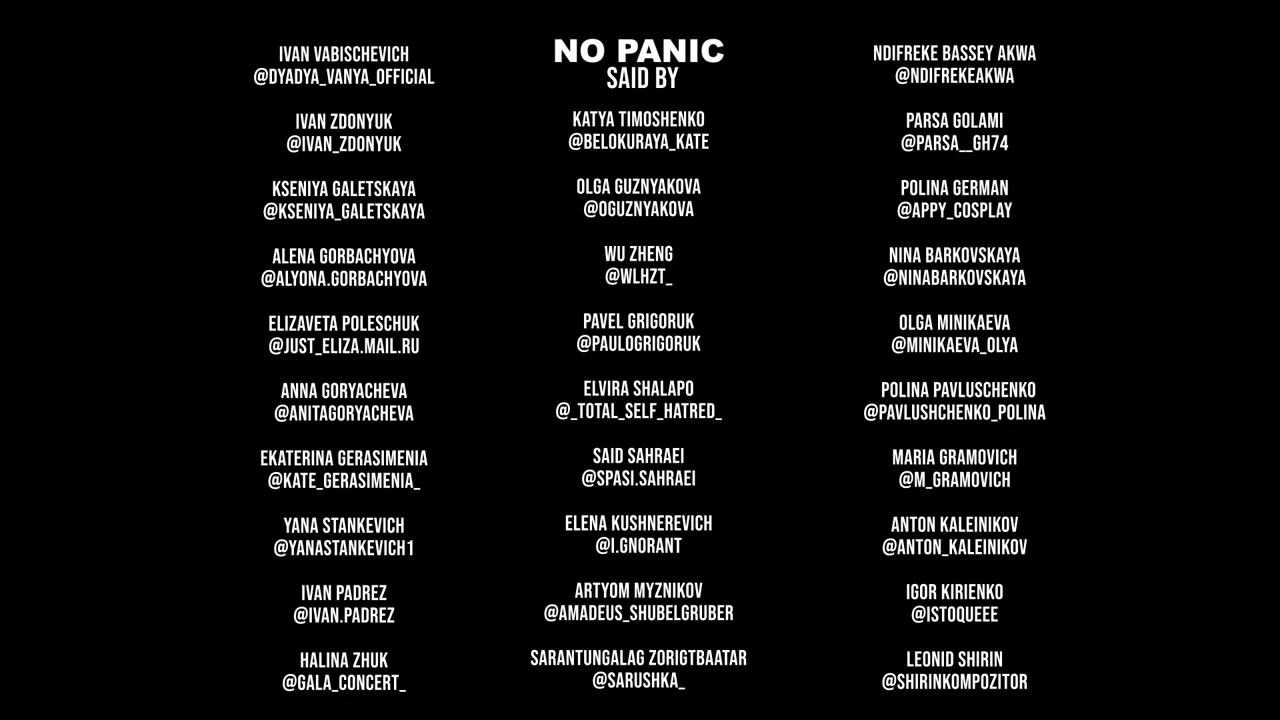 NO PANIC
SAID BY
IVAN VABISCHEVICH
@DYADYA_VANYA_OFFICIAL
IVAN ZDONYUK
@IVAN_ZDONYUK
KSENIYA GALETSKAYA
@KSENIYA_GALETSKAYA
ALENA GORBACHYOVA
@ALYONA.GORBACHYOVA
ELIZAVETA POLESCHUK
@JUST_ELIZA.MAIL.RU
ANNA GORYACHEVA
@ANITAGORYACHEVA
EKATERINA GERASIMENIA
@KATE_GERASIMENIA_
YANA STANKEVICH
@YANASTANKEVICH1
IVAN PADREZ
@IVAN.PADREZ
HALINA ZHUK
@GALA_CONCERT_
KATYA TIMOSHENKO
@BELOKURAYA_KATE
OLGA GUZNYAKOVA
@OGUZNYAKOVA
WU ZHENG
@WLHZT_
PAVEL GRIGORUK
@PAULOGRIGORUK
ELVIRA SHALAPO
@_TOTAL_SELF_HATRED_
SAID SAHRAEI
@SPASI.SAHRAEI
ELENA KUSHNEREVICH
@I.GNORANT
ARTYOM MYZNIKOV
@AMADEUS_SHUBELGRUBER
SARANTUNGALAG ZORIGTBAATAR
@SARUSHKA_
NDIFREKE BASSEY AKWA
@NDIFREKEAKWA
PARSA GOLAMI
@PARSA__GH74
POLINA GERMAN
@APPY_COSPLAY
NINA BARKOVSKAYA
@NINABARKOVSKAYA
OLGA MINIKAEVA
@MINIKAEVA_OLYA
POLINA PAVLUSCHENKO
@PAVLUSHCHENKO_POLINA
MARIA GRAMOVICH
@M_GRAMOVICH
ANTON KALEINIKOV
@ANTON_KALEINIKOV
IGOR KIRIENKO
@ISTOQUEEE
LEONID SHIRIN
@SHIRINKOMPOZITOR